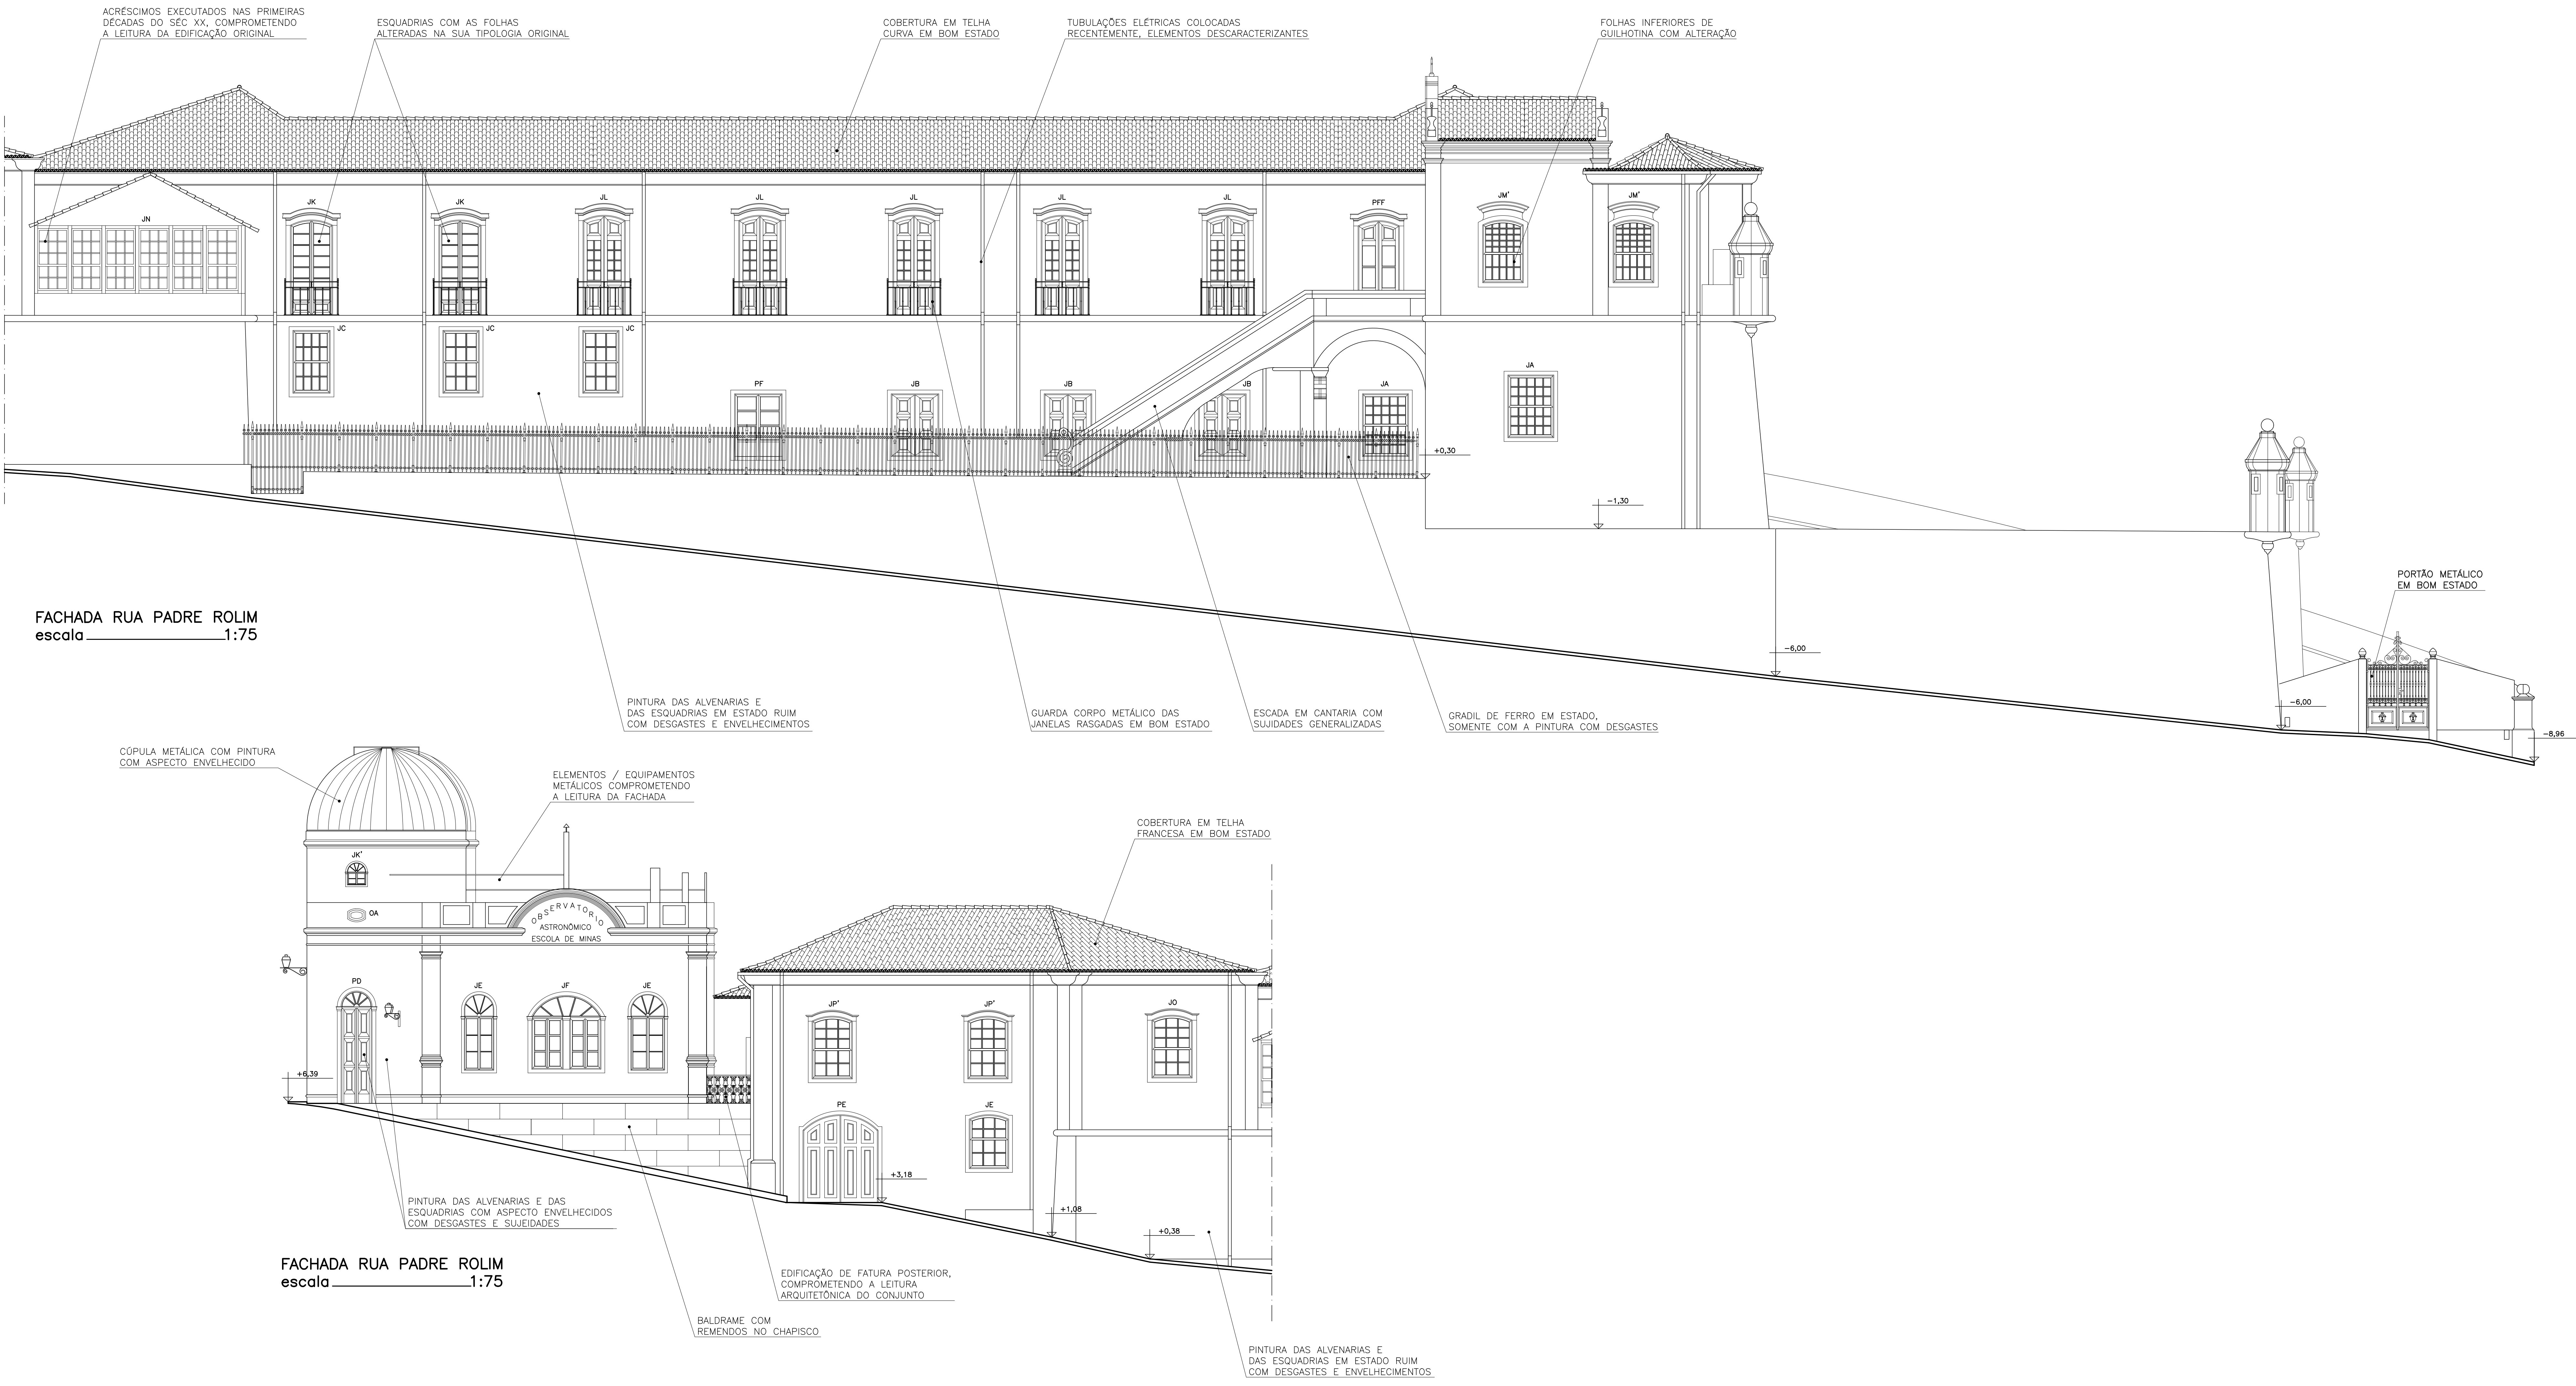 ACRÉSCIMOS EXECUTADOS NAS PRIMEIRAS
DÉCADAS DO SÉC XX, COMPROMETENDO
A LEITURA DA EDIFICAÇÃO ORIGINAL
ESQUADRIAS COM AS FOLHAS
ALTERADAS NA SUA TIPOLOGIA ORIGINAL
COBERTURA EM TELHA
CURVA EM BOM ESTADO
TUBULAÇÕES ELÉTRICAS COLOCADAS
RECENTEMENTE, ELEMENTOS DESCARACTERIZANTES
FOLHAS INFERIORES DE
GUILHOTINA COM ALTERAÇÃO
JN
JK
JK
JL
JL
JL
JL
JL
PFF
JM'
JM'
JC
JC
JC
PF
JB
JB
JB
JA
JA
+0,30
-1,30
PORTÃO METÁLICO
EM BOM ESTADO
FACHADA RUA PADRE ROLIM
escala 1:75
-6,00
-6,00
-8,96
PINTURA DAS ALVENARIAS E
DAS ESQUADRIAS EM ESTADO RUIM
COM DESGASTES E ENVELHECIMENTOS
GUARDA CORPO METÁLICO DAS
JANELAS RASGADAS EM BOM ESTADO
ESCADA EM CANTARIA COM
SUJIDADES GENERALIZADAS
GRADIL DE FERRO EM ESTADO,
SOMENTE COM A PINTURA COM DESGASTES
CÚPULA METÁLICA COM PINTURA
COM ASPECTO ENVELHECIDO
ELEMENTOS / EQUIPAMENTOS
METÁLICOS COMPROMETENDO
A LEITURA DA FACHADA
COBERTURA EM TELHA
FRANCESA EM BOM ESTADO
JK'
OA
OBSERVATORIO
ASTRONÔMICO
ESCOLA DE MINAS
PD
JE
JF
JE
JP'
JP'
JO
+6,39
PE
JE
+3,18
+1,08
+0,38
PINTURA DAS ALVENARIAS E DAS
ESQUADRIAS COM ASPECTO ENVELHECIDOS
COM DESGASTES E SUJEIDADES
FACHADA RUA PADRE ROLIM
escala 1:75
EDIFICAÇÃO DE FATURA POSTERIOR,
COMPROMETENDO A LEITURA
ARQUITETÔNICA DO CONJUNTO
BALDRAME COM
REMENDOS NO CHAPISCO
PINTURA DAS ALVENARIAS E
DAS ESQUADRIAS EM ESTADO RUIM
COM DESGASTES E ENVELHECIMENTOS